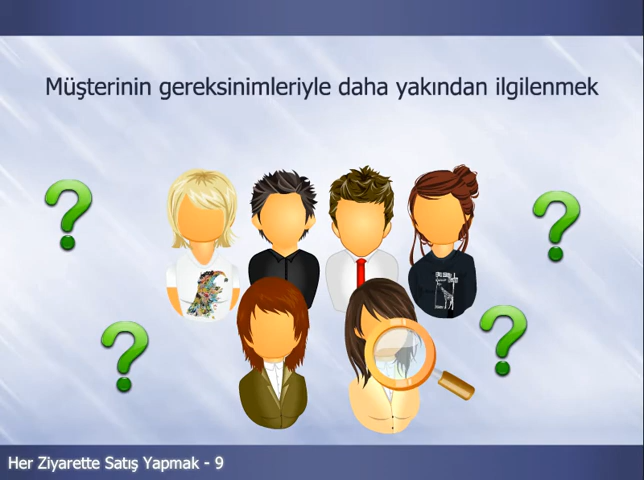 Müşterinin gereksinimleriyle daha yakından ilgilenmek
Her Ziyarette Satış Yapmak - 9